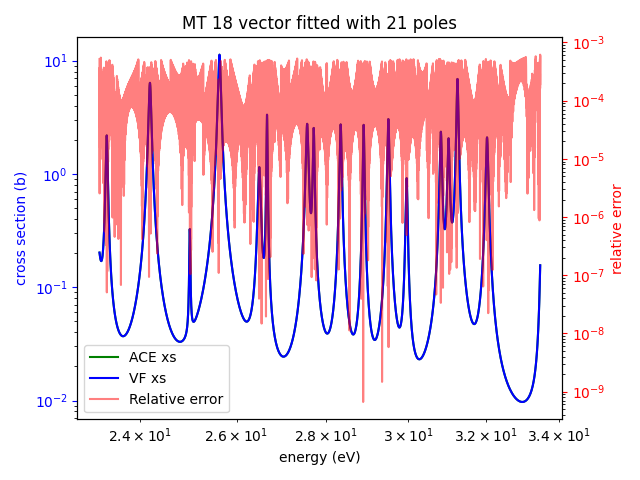 MT 18 vector fitted with 21 poles
10¹
10⁰
10⁻¹
10⁻²
cross section (b)
10⁻³
10⁻⁴
10⁻⁵
10⁻⁶
10⁻⁷
10⁻⁸
10⁻⁹
relative error
ACE xs
VF xs
Relative error
2.4 × 10¹ 2.6 × 10¹ 2.8 × 10¹ 3 × 10¹ 3.2 × 10¹ 3.4 × 10¹
energy (eV)